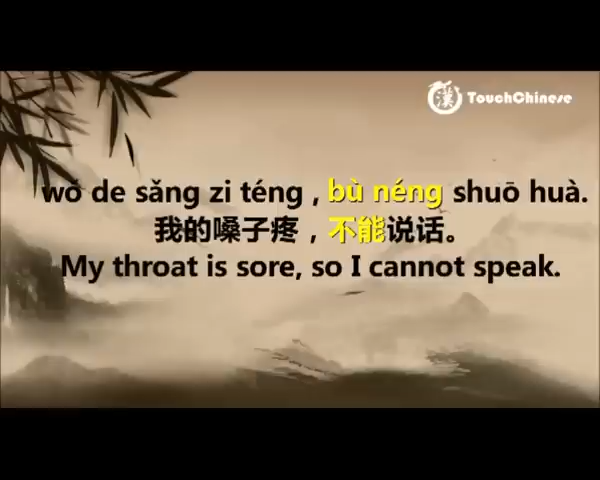 漢 TouchChinese
wǒ de sǎng zi téng , bù néng shuō huà.
我的嗓子疼，不能说话。
My throat is sore, so I cannot speak.